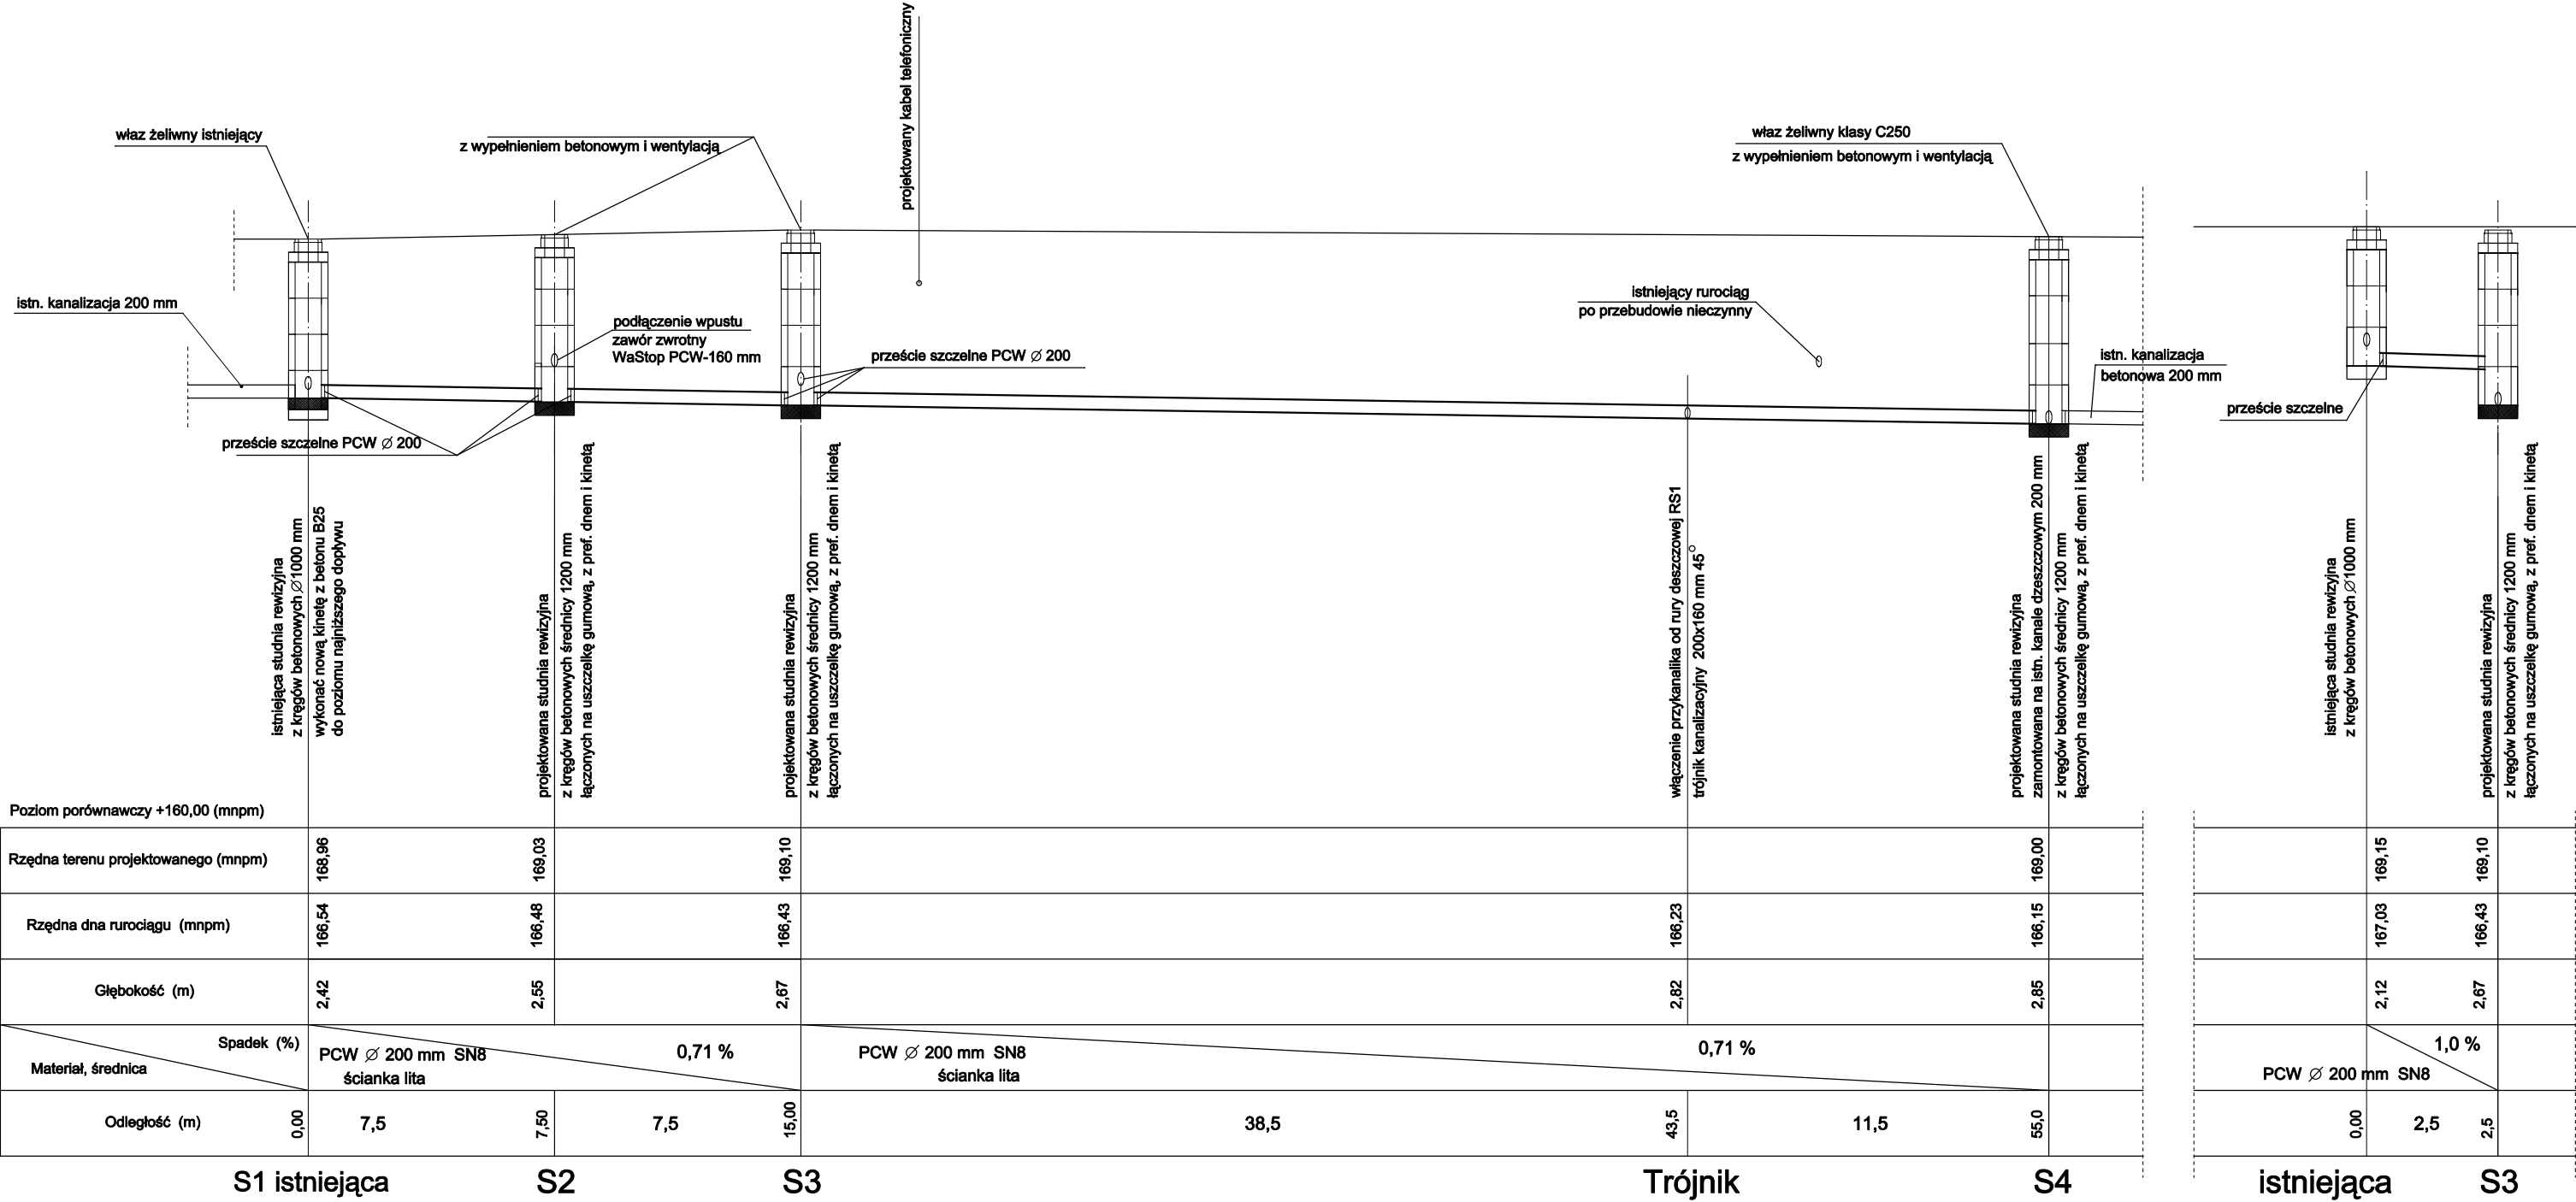 projektowany kabel telefoniczny
właz żeliwny istniejący
z wypełnieniem betonowym i wentylacją
właz żeliwny klasy C250
z wypełnieniem betonowym i wentylacją
istn. kanalizacja 200 mm
podłączenie wpustu
zawór zwrotny
WaStop PCW-160 mm
przeście szczelne PCW ∅ 200
istniejący rurociąg
po przebudowie nieczynny
istn. kanalizacja
betonowa 200 mm
przeście szczelne
przeście szczelne PCW ∅ 200
istniejąca studnia rewizyjna
z kręgów betonowych ∅1000 mm
wykonać nową kinetę z betonu B25
do poziomu najniższego dopływu
projektowana studnia rewizyjna
z kręgów betonowych średnicy 1200 mm
łączonych na uszczelkę gumową, z pref. dnem i kinetą
projektowana studnia rewizyjna
z kręgów betonowych średnicy 1200 mm
łączonych na uszczelkę gumową, z pref. dnem i kinetą
włączenie przykanalika od rury deszczowej RS1
trójnik kanalizacyjny 200x160 mm 45°
projektowana studnia rewizyjna
zamontowana na istn. kanale dzeszczowym 200 mm
z kręgów betonowych średnicy 1200 mm
łączonych na uszczelkę gumową, z pref. dnem i kinetą
istniejąca studnia rewizyjna
z kręgów betonowych ∅1000 mm
projektowana studnia rewizyjna
z kręgów betonowych średnicy 1200 mm
łączonych na uszczelkę gumową, z pref. dnem i kinetą
Poziom porównawczy +160,00 (mnpm)
Rzędna terenu projektowanego (mnpm) 168,96 169,03 169,10 169,00 169,15 169,10
Rzędna dna rurociągu (mnpm) 166,54 166,48 166,43 166,23 166,15 167,03 166,43
Głębokość (m) 2,42 2,55 2,67 2,82 2,85 2,12 2,67
Spadek (%) 0,71 % 0,71 % 1,0 %
Materiał, średnica
PCW ∅ 200 mm SN8
ścianka lita
PCW ∅ 200 mm SN8
ścianka lita
PCW ∅ 200 mm SN8
Odległość (m) 0,00 7,5 7,50 7,5 15,00 38,5 43,5 11,5 55,0 0,00 2,5 2,5
S1 istniejąca S2 S3 Trójnik S4 istniejąca S3